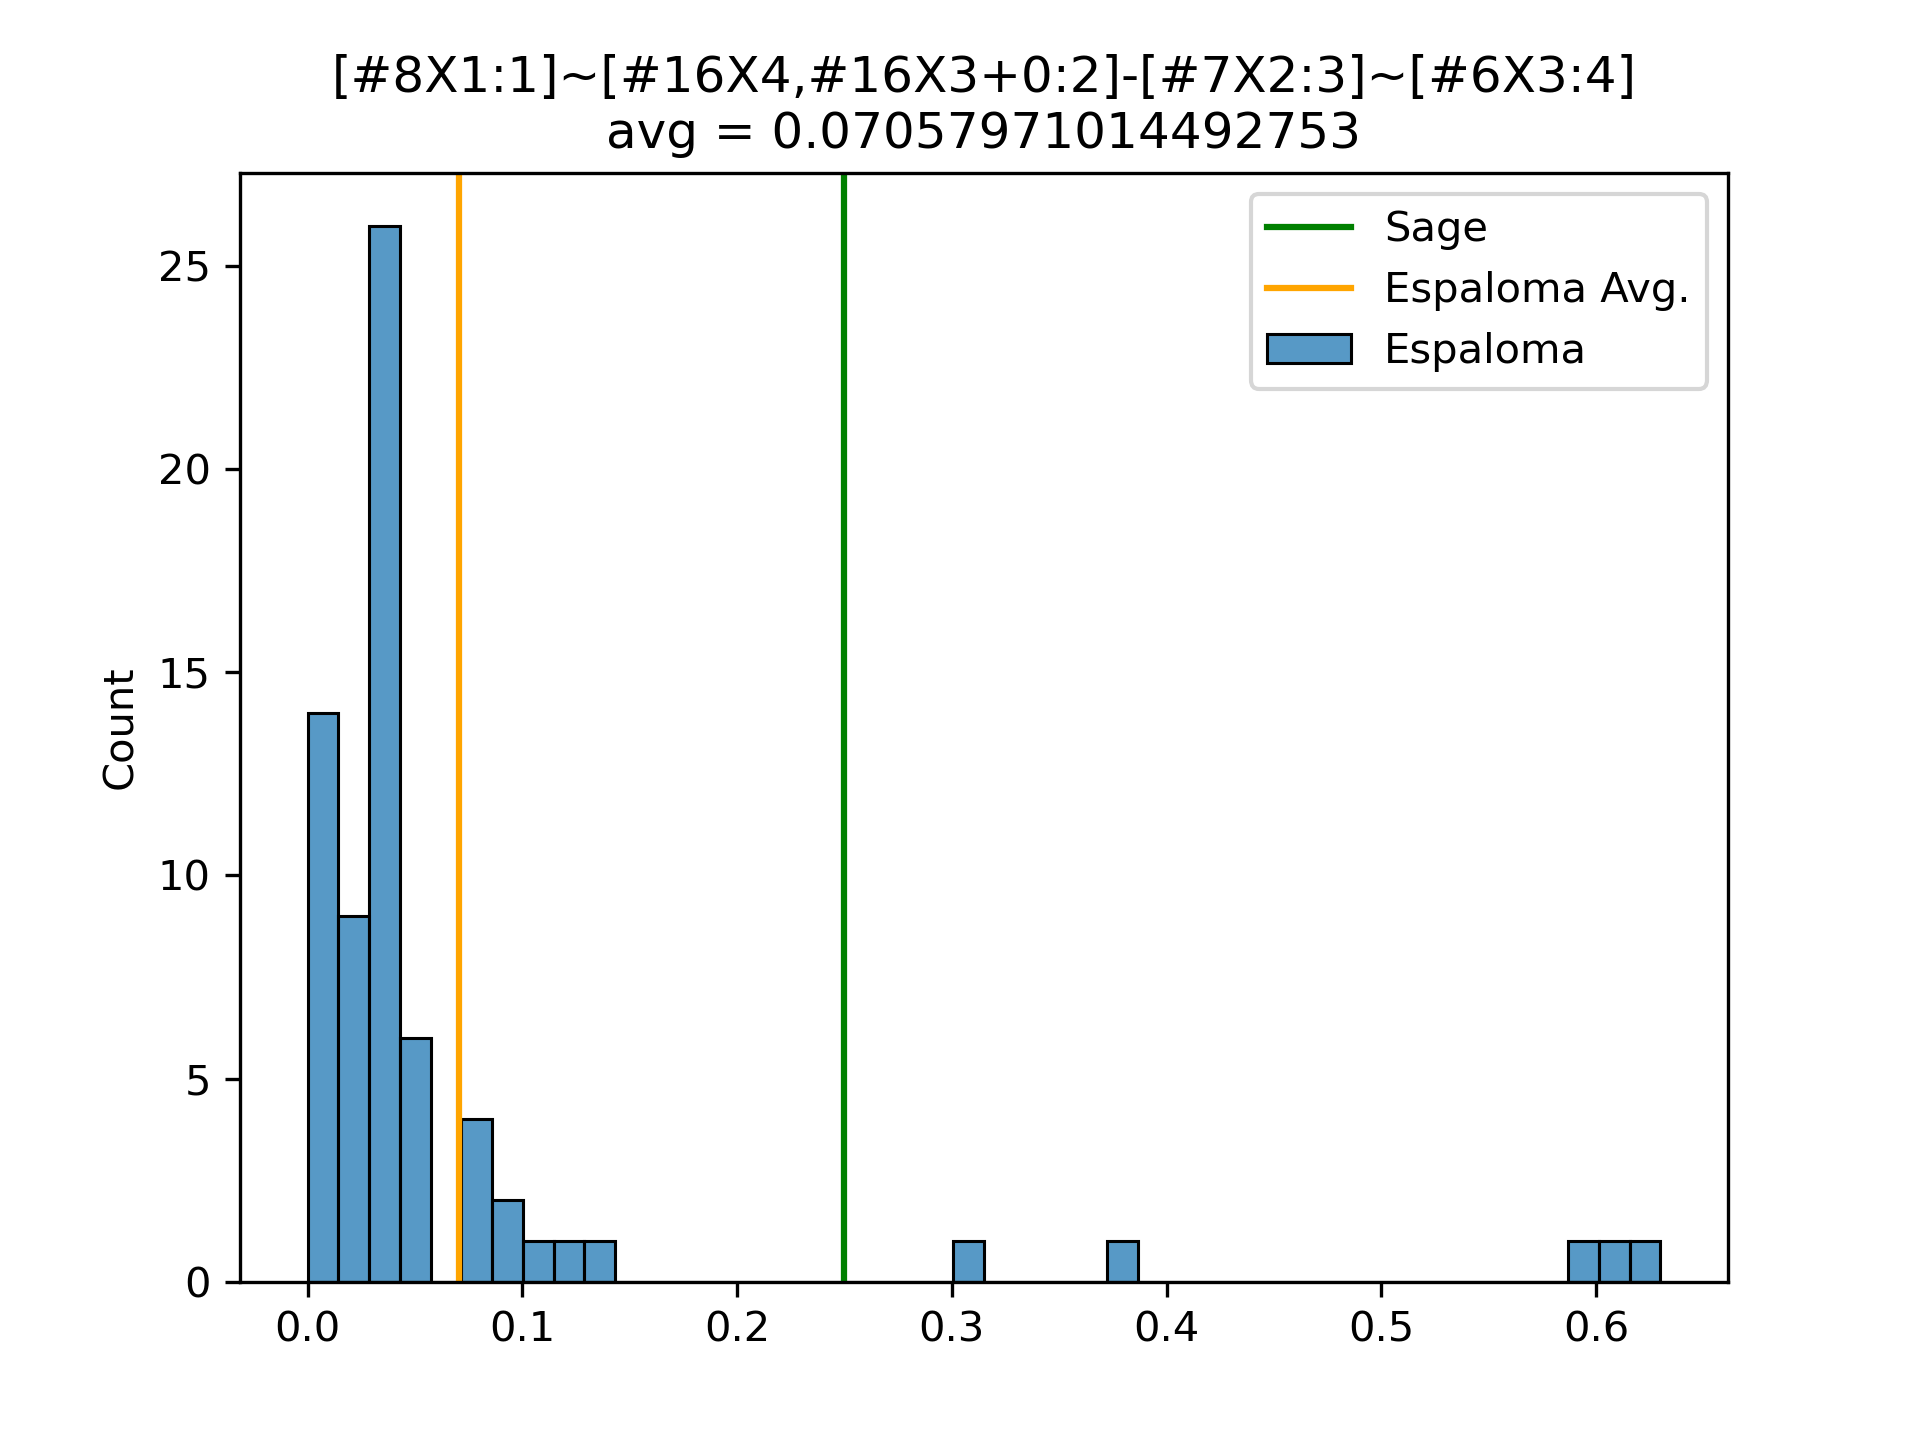 [#8X1:1]~[#16X4,#16X3+0:2]-[#7X2:3]~[#6X3:4]
avg = 0.07057971014492753
Sage
Espaloma Avg.
Espaloma
25
20
15
10
5
0
Count
0.0 0.1 0.2 0.3 0.4 0.5 0.6